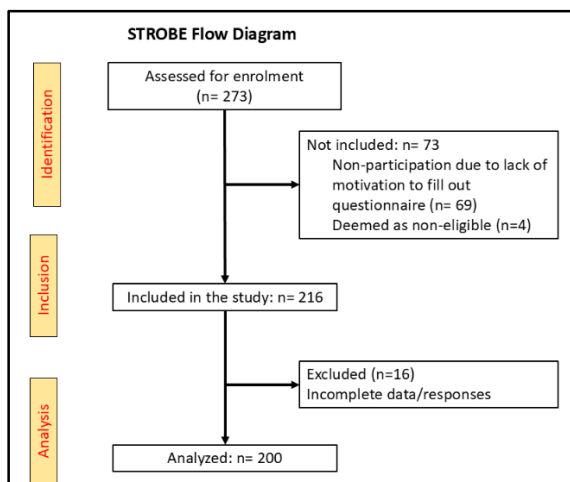 STROBE Flow Diagram
Identification
Assessed for enrolment
(n= 273)
Not included: n= 73
Non-participation due to lack of
motivation to fill out
questionnaire (n= 69)
Deemed as non-eligible (n=4)
Inclusion
Included in the study: n= 216
Excluded (n=16)
Incomplete data/responses
Analysis
Analyzed: n= 200